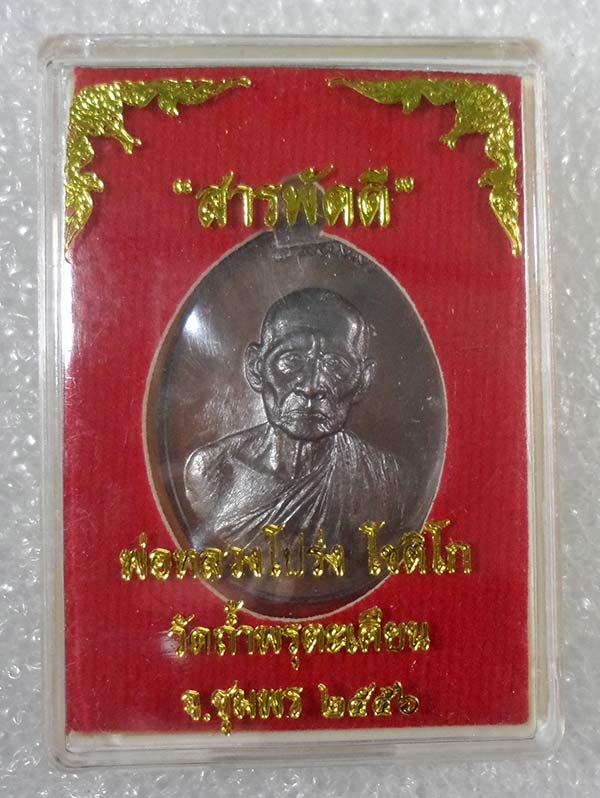 "สารพัดดี"
พ่อหลวงโปร่ง โชติโก
วัดถ้ำพรุตะเคียน
จ.ชุมพร ๒๕๕๖